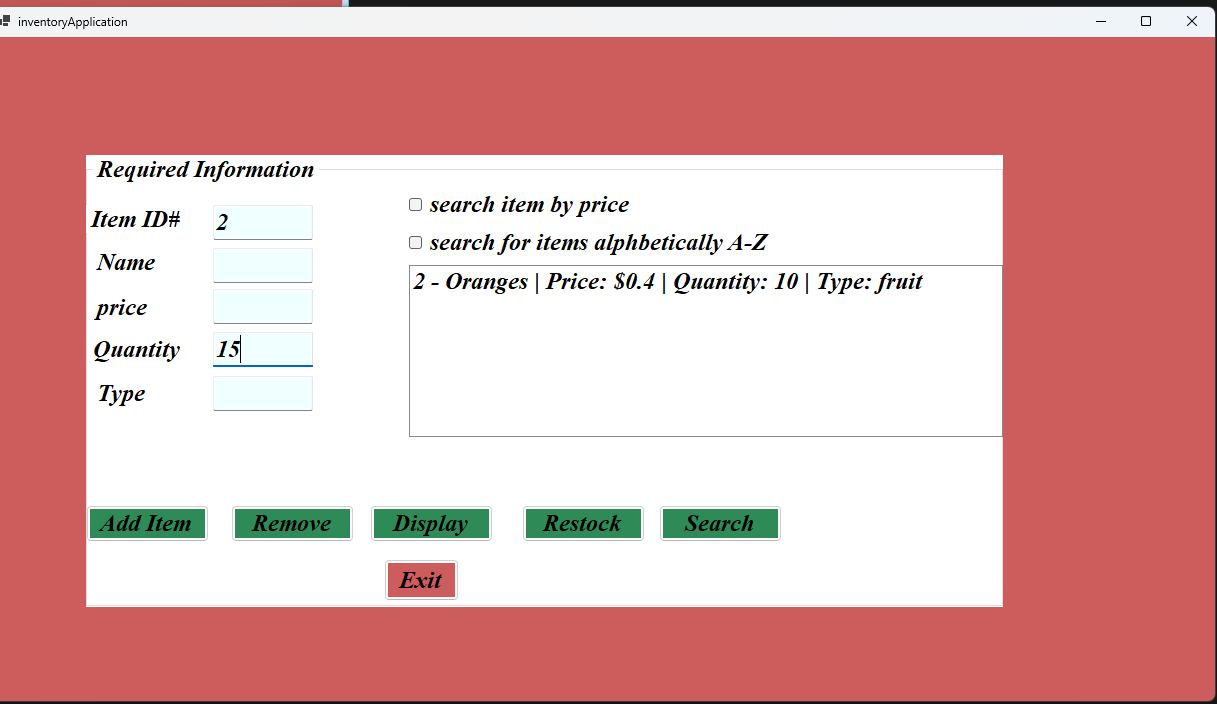 inventoryApplication
Required Information
Item ID# 2
Name
price
Quantity 15
Type
search item by price
search for items alphbetically A-Z
2 - Oranges | Price: $0.4 | Quantity: 10 | Type: fruit
Add Item Remove Display Restock Search
Exit